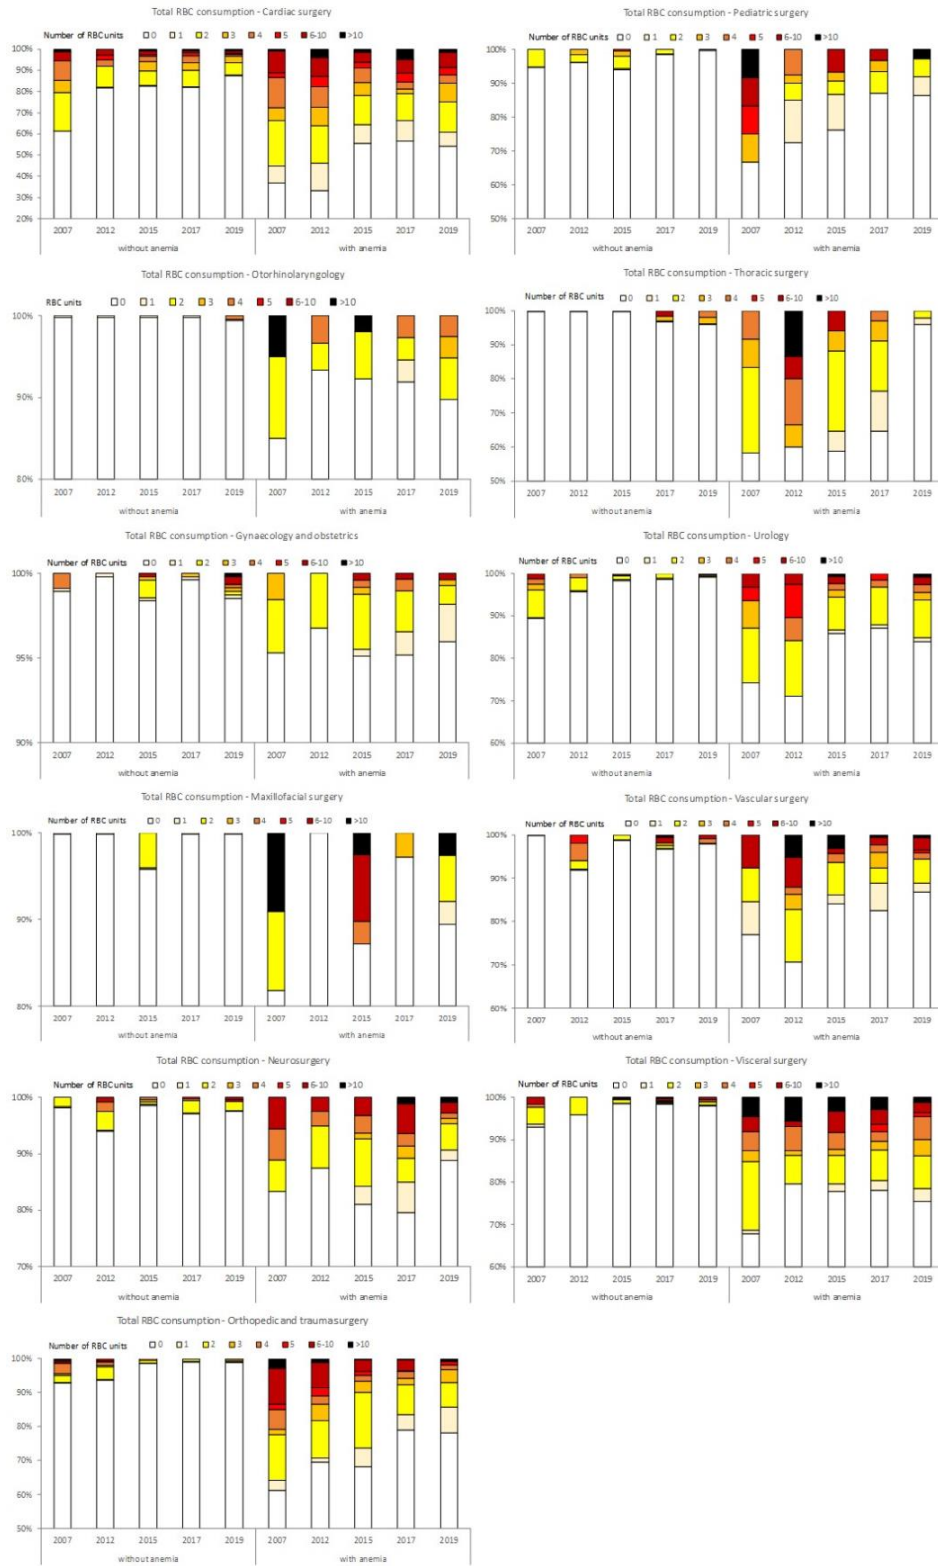 Total RBC consumption - Cardiac surgery
Number of RBC units 0 1 2 3 4 5 6-10 >10
100%
90%
80%
70%
60%
50%
40%
30%
20%
2007 2012 2015 2017 2019 2007 2012 2015 2017 2019
without anemia with anemia
Total RBC consumption - Pediatric surgery
Number of RBC units 0 1 2 3 4 5 6-10 >10
100%
90%
80%
70%
60%
50%
2007 2012 2015 2017 2019 2007 2012 2015 2017 2019
without anemia with anemia
Total RBC consumption - Otorhinolaryngology
RBC units 0 1 2 3 4 5 6-10 >10
100%
90%
80%
2007 2012 2015 2017 2019 2007 2012 2015 2017 2019
without anemia with anemia
Total RBC consumption - Thoracic surgery
Number of RBC units 0 1 2 3 4 5 6-10 >10
100%
90%
80%
70%
60%
50%
2007 2012 2015 2017 2019 2007 2012 2015 2017 2019
without anemia with anemia
Total RBC consumption - Gynaecology and obstetrics
Number of RBC units 0 1 2 3 4 5 6-10 >10
100%
95%
90%
2007 2012 2015 2017 2019 2007 2012 2015 2017 2019
without anemia with anemia
Total RBC consumption - Urology
Number of RBC units 0 1 2 3 4 5 6-10 >10
100%
90%
80%
70%
60%
2007 2012 2015 2017 2019 2007 2012 2015 2017 2019
without anemia with anemia
Total RBC consumption - Maxillofacial surgery
Number of RBC units 0 1 2 3 4 5 6-10 >10
100%
90%
80%
2007 2012 2015 2017 2019 2007 2012 2015 2017 2019
without anemia with anemia
Total RBC consumption - Vascular surgery
Number of RBC units 0 1 2 3 4 5 6-10 >10
100%
90%
80%
70%
60%
2007 2012 2015 2017 2019 2007 2012 2015 2017 2019
without anemia with anemia
Total RBC consumption - Neurosurgery
Number of RBC units 0 1 2 3 4 5 6-10 >10
100%
90%
80%
70%
2007 2012 2015 2017 2019 2007 2012 2015 2017 2019
without anemia with anemia
Total RBC consumption - Visceral surgery
Number of RBC units 0 1 2 3 4 5 6-10 >10
100%
90%
80%
70%
60%
2007 2012 2015 2017 2019 2007 2012 2015 2017 2019
without anemia with anemia
Total RBC consumption - Orthopedic and trauma surgery
Number of RBC units 0 1 2 3 4 5 6-10 >10
100%
90%
80%
70%
60%
50%
2007 2012 2015 2017 2019 2007 2012 2015 2017 2019
without anemia with anemia